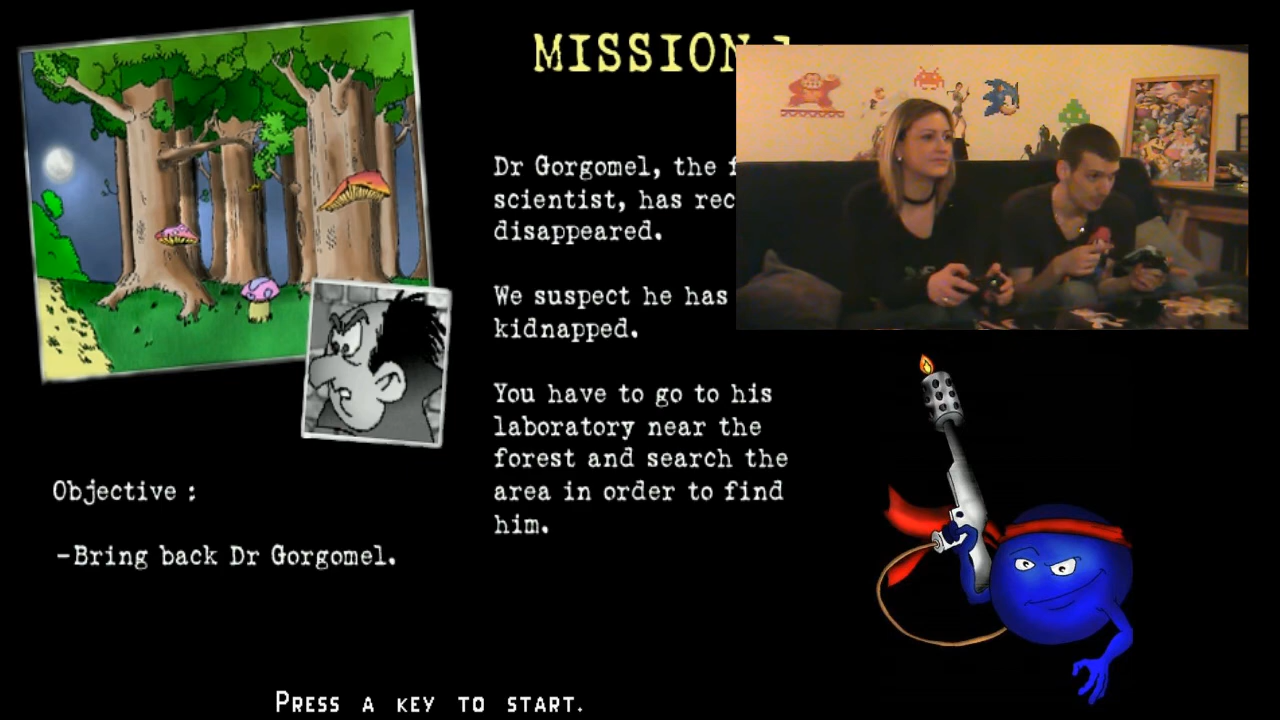 MISSION
Dr Gorgomel, the
scientist, has
disappeared.
We suspect he has
kidnapped.
You have to go to his
laboratory near the
forest and search the
area in order to find
him.
Objective :
-Bring back Dr Gorgomel.
PRESS A KEY TO START.